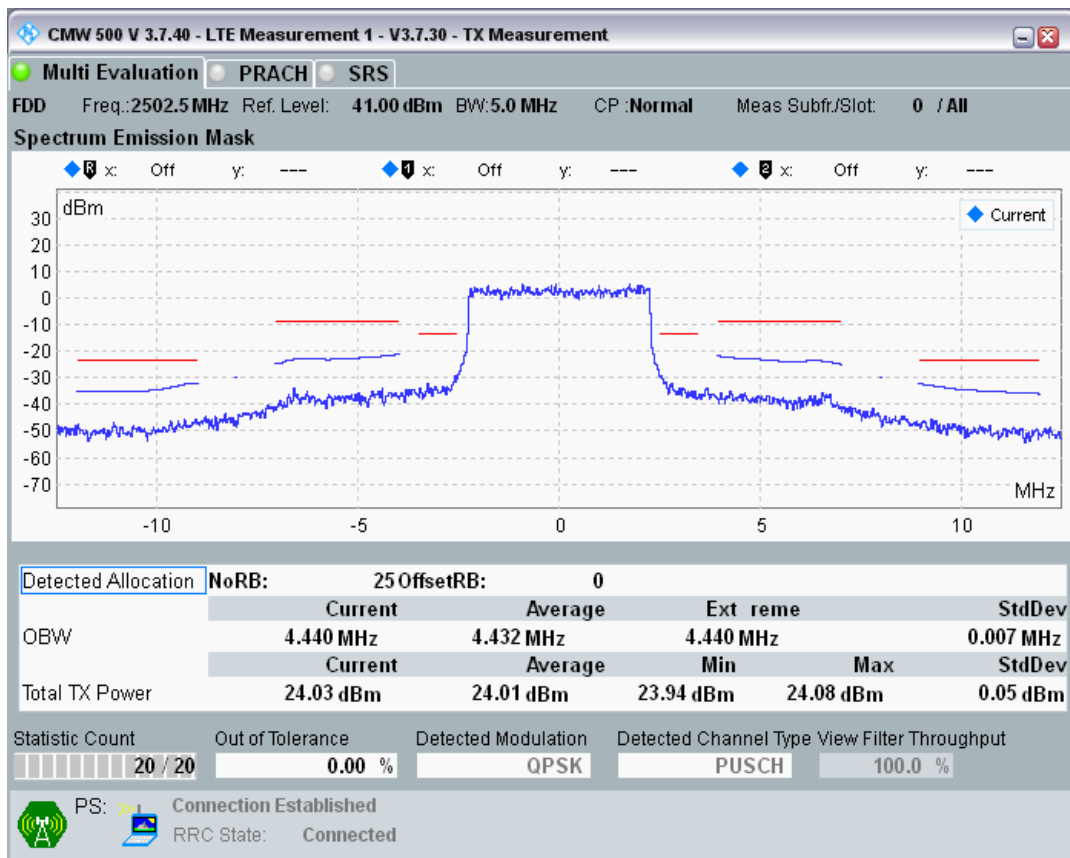 CMW 500 V 3.7.40 - LTE Measurement 1 - V3.7.30 - TX Measurement
Multi Evaluation PRACH SRS
FDD Freq.:2502.5 MHz Ref. Level: 41.00 dBm BW:5.0 MHz CP :Normal Meas Subfr./Slot: 0 / All
Spectrum Emission Mask
R x: Off y: --- 1 x: Off y: --- 2 x: Off y: ---
dBm
Current
30
20
10
0
-10
-20
-30
-40
-50
-60
-70
MHz
-10 -5 0 5 10
Detected Allocation NoRB: 25 OffsetRB: 0
Current Average Ext reme StdDev
OBW 4.440 MHz 4.432 MHz 4.440 MHz 0.007 MHz
Current Average Min Max StdDev
Total TX Power 24.03 dBm 24.01 dBm 23.94 dBm 24.08 dBm 0.05 dBm
Statistic Count Out of Tolerance Detected Modulation Detected Channel Type View Filter Throughput
20 / 20 0.00 % QPSK PUSCH 100.0 %
PS: Connection Established
RRC State: Connected